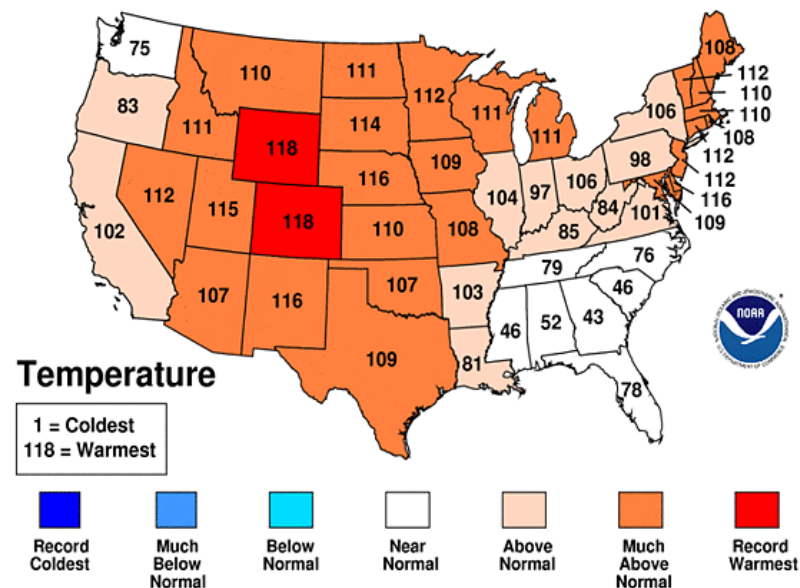 75
110
111
112
108
112
110
110
108
112
112
116
109
83
111
118
114
111
111
106
98
109
116
112
115
118
110
108
104
97
106
84
101
85
102
107
116
107
103
79
76
46
46
52
43
109
81
78
NOAA
Temperature
1 = Coldest
118 = Warmest
Record
Coldest
Much
Below
Normal
Below
Normal
Near
Normal
Above
Normal
Much
Above
Normal
Record
Warmest